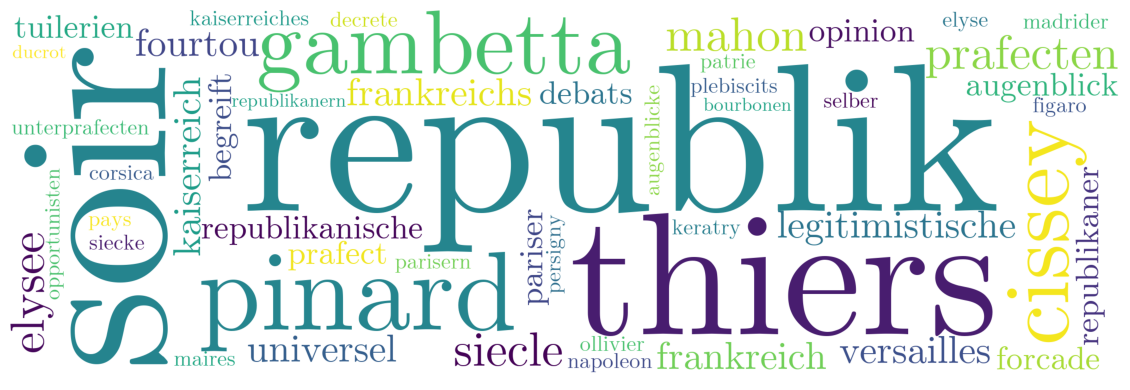 tuilerien
kaiserreiches
decrete
elyse
madrider
ducrot
fourtou
gambetta
mahon
opinion
prafecten
patrie
soir
republikanern
frankreichs
debats
plebiscits
augenblick
bourbonen
selber
figaro
unterprafecten
kaiserreich
begreift
republik
augenblicke
corsica
opportunisten
pays
siecke
republikanische
pariser
persigny
keratry
legitimistische
cissey
republikaner
elysee
prafect
parisern
pinard
thiers
maires
universel
siecle
ollivier
napoleon
frankreich
versailles
forcade